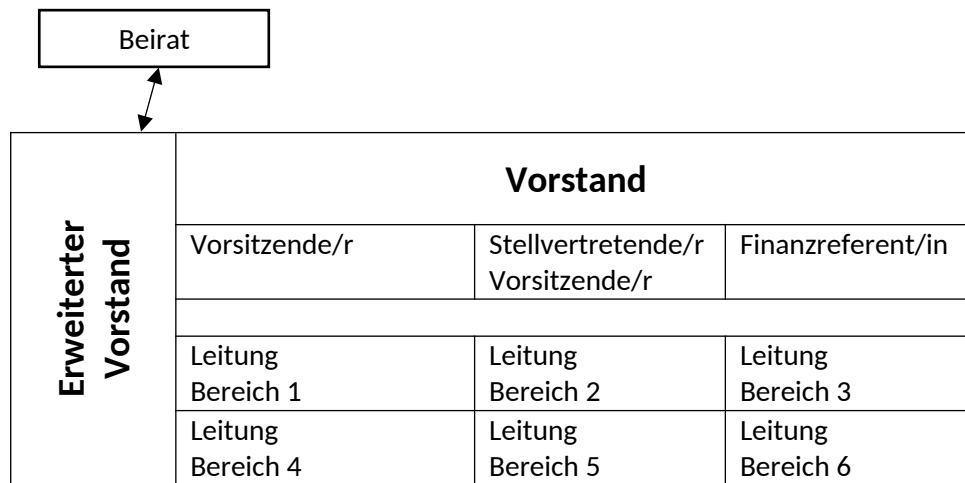 Beirat
Erweiterter
Vorstand
Vorstand
Vorsitzende/r
Stellvertretende/r
Vorsitzende/r
Finanzreferent/in
Leitung
Bereich 1
Leitung
Bereich 2
Leitung
Bereich 3
Leitung
Bereich 4
Leitung
Bereich 5
Leitung
Bereich 6